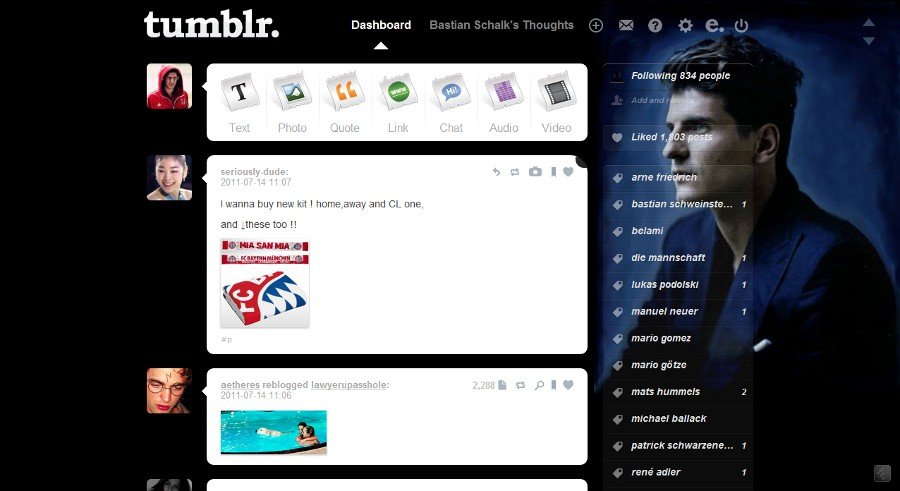 tumblr.
Dashboard
Bastian Schalk's Thoughts
Following 834 people
Add and remove
Liked 1,803 posts
T
WWW
Hi!
Text
Photo
Quote
Link
Chat
Audio
Video
seriously-dude:
2011-07-14 11:07
I wanna buy new kit ! home,away and CL one,
and ↓these too !!
MIA SAN MIA
FC BAYERN MÜNCHEN
#p
aetheres reblogged lawyerupasshole:
2011-07-14 11:06
2,288
arne friedrich
bastian schweinste... 1
belami
die mannschaft 1
lukas podolski 1
manuel neuer 1
mario gomez
mario götze
mats hummels 2
michael ballack
patrick schwarzene... 1
rené adler 1